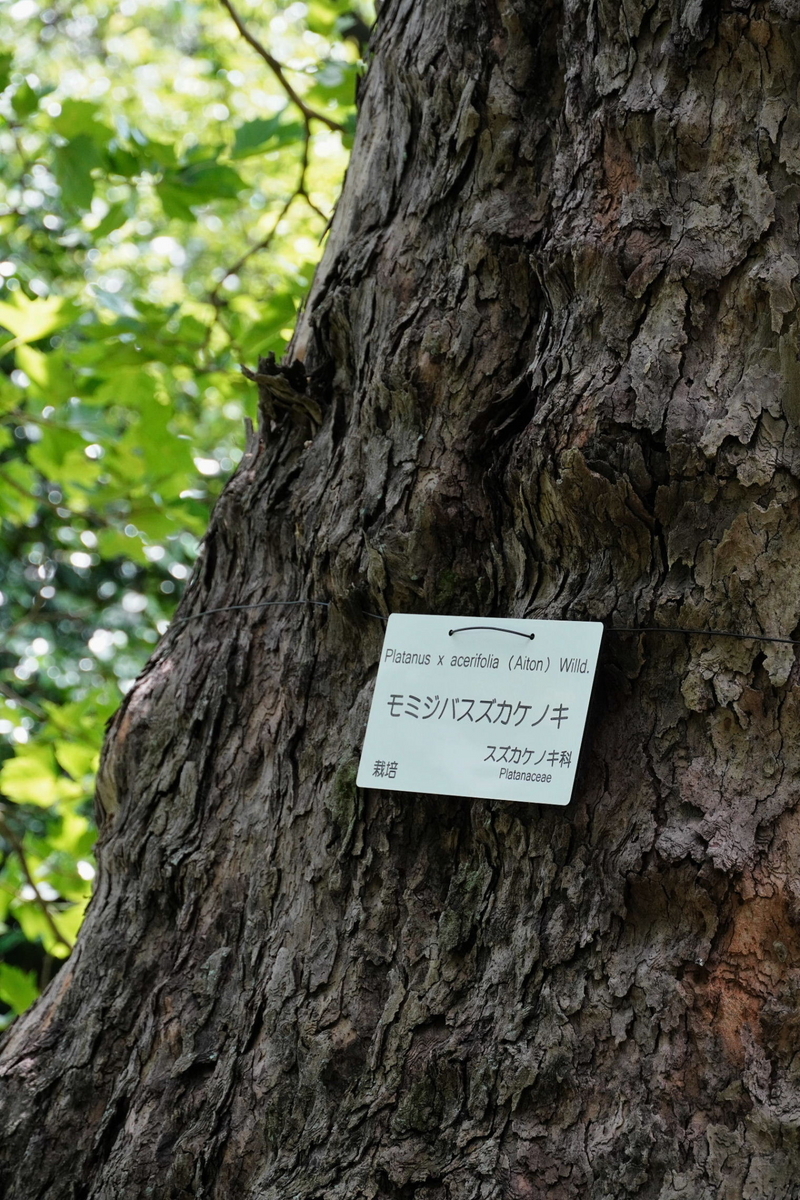 Platanus x acerifolia (Aiton) Willd.
モミジバスズカケノキ
スズカケノキ科
栽培
Platanaceae